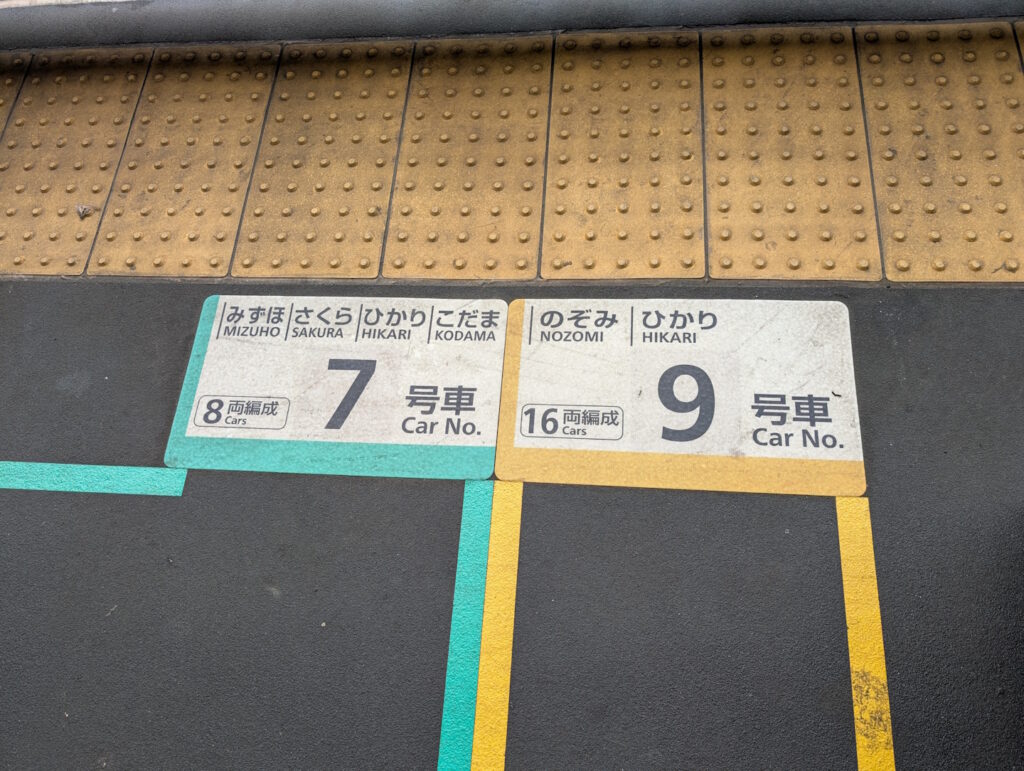 みずほ さくら ひかり こだま
MIZUHO SAKURA HIKARI KODAMA
8両編成 7 号車
Cars Car No.
のぞみ ひかり
NOZOMI HIKARI
16両編成 9 号車
Cars Car No.